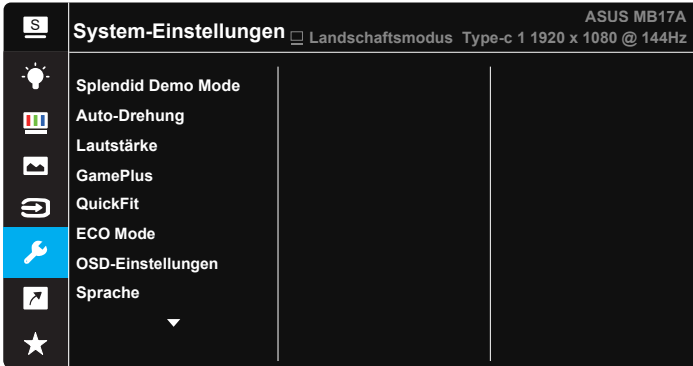 S
System-Einstellungen
ASUS MB17A
Landschaftsmodus Type-c 1 1920 x 1080 @ 144Hz
Splendid Demo Mode
Auto-Drehung
Lautstärke
GamePlus
QuickFit
ECO Mode
OSD-Einstellungen
Sprache